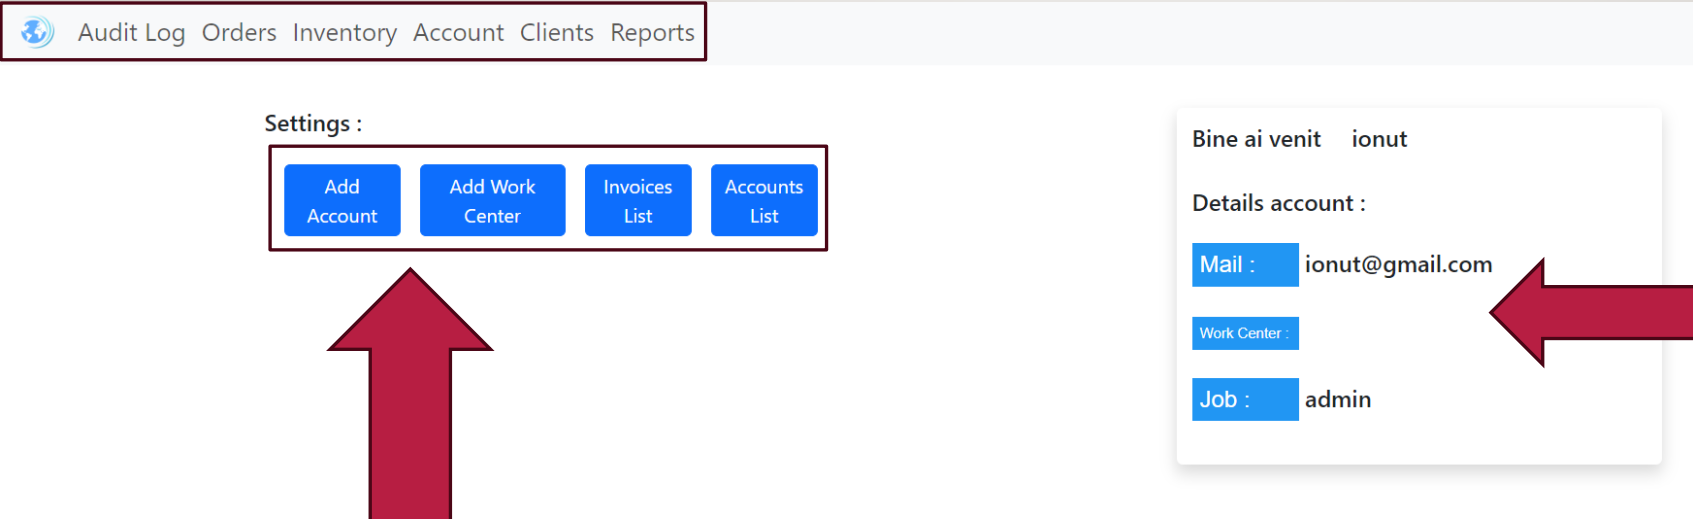 Audit Log Orders Inventory Account Clients Reports
Settings :
Add Account
Add Work Center
Invoices List
Accounts List
Bine ai venit ionut
Details account :
Mail : ionut@gmail.com
Work Center :
Job : admin